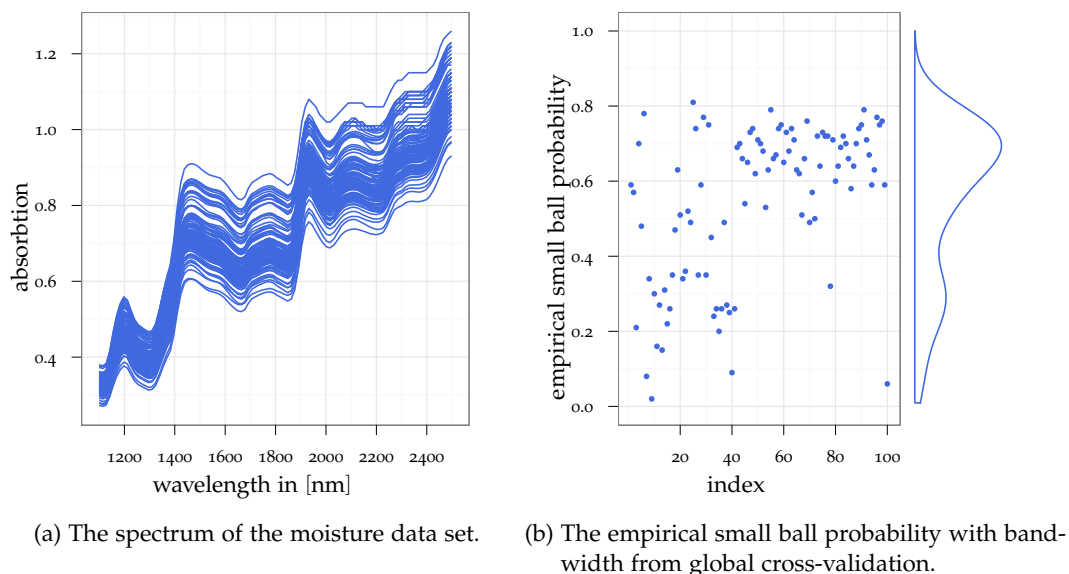 1.2
1.0
0.8
0.6
0.4
absorbtion
1200 1400 1600 1800 2000 2200 2400
wavelength in [nm]
(a) The spectrum of the moisture data set.
1.0
0.8
0.6
0.4
0.2
0.0
empirical small ball probability
20 40 60 80 100
index
(b) The empirical small ball probability with band-
width from global cross-validation.